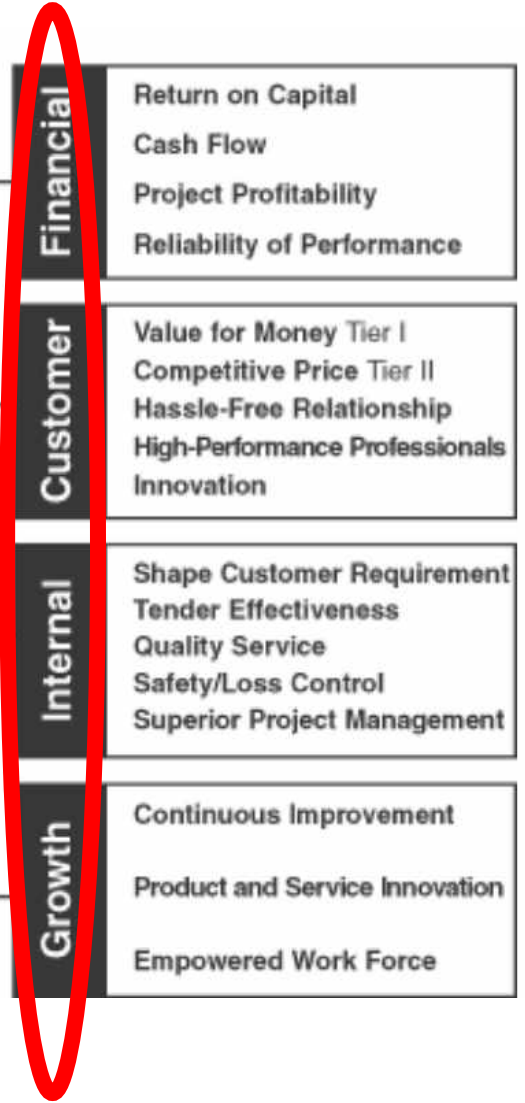 Financial
Return on Capital
Cash Flow
Project Profitability
Reliability of Performance
Customer
Value for Money Tier I
Competitive Price Tier II
Hassle-Free Relationship
High-Performance Professionals
Innovation
Internal
Shape Customer Requirement
Tender Effectiveness
Quality Service
Safety/Loss Control
Superior Project Management
Growth
Continuous Improvement
Product and Service Innovation
Empowered Work Force